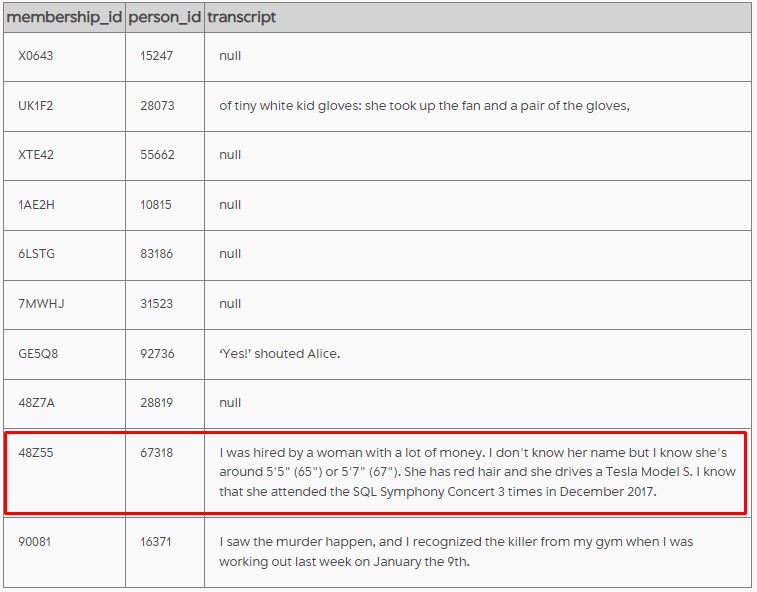 membership_id person_id transcript
X0643 15247 null
UK1F2 28073 of tiny white kid gloves: she took up the fan and a pair of the gloves,
XTE42 55662 null
1AE2H 10815 null
6LSTG 83186 null
7MWHJ 31523 null
GE5Q8 92736 ‘Yes!’ shouted Alice.
48Z7A 28819 null
48Z55 67318 I was hired by a woman with a lot of money. I don't know her name but I know she's
around 5'5" (65") or 5'7" (67"). She has red hair and she drives a Tesla Model S. I know
that she attended the SQL Symphony Concert 3 times in December 2017.
90081 16371 I saw the murder happen, and I recognized the killer from my gym when I was
working out last week on January the 9th.